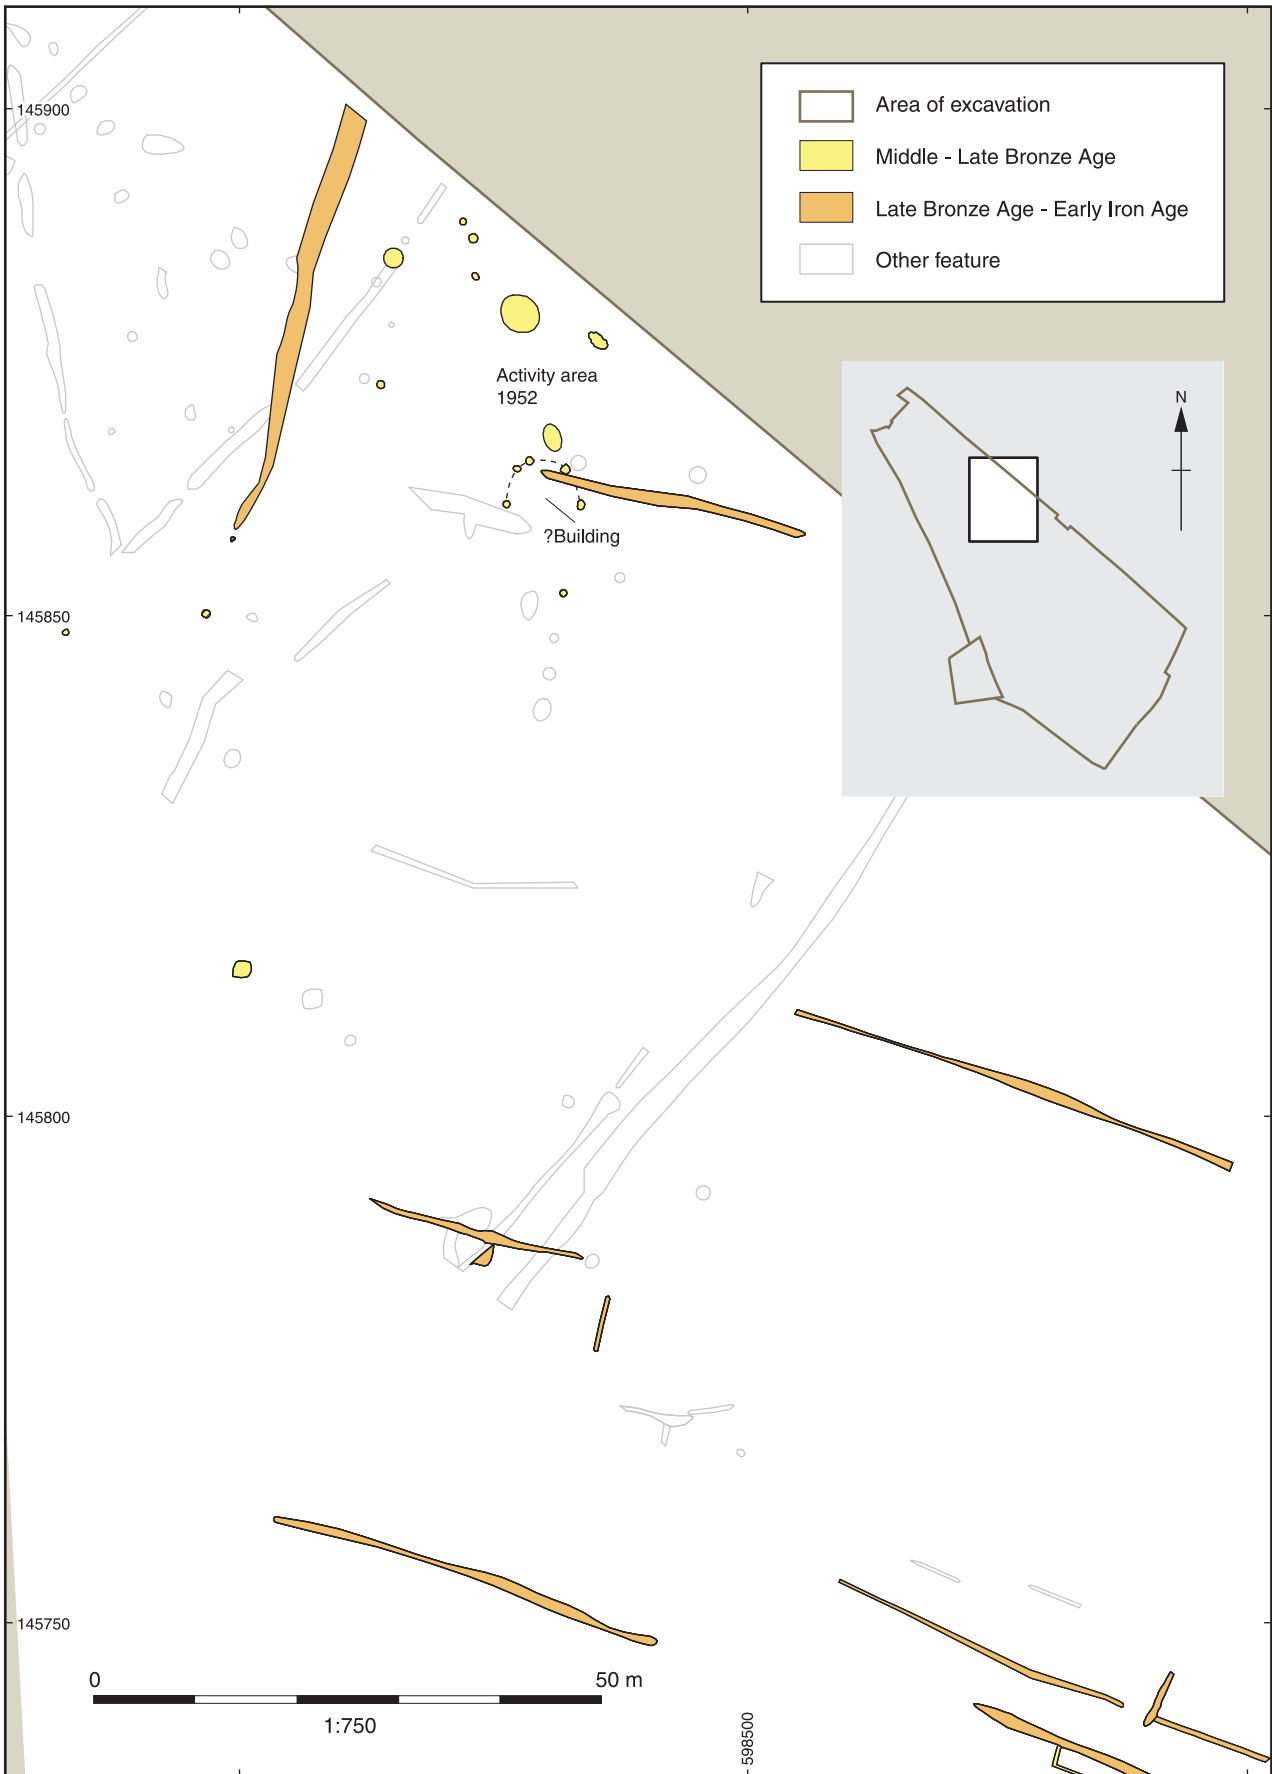 145900
Area of excavation
Middle - Late Bronze Age
Late Bronze Age - Early Iron Age
Other feature
Activity area
1952
N
?Building
145850
145800
145750
0
50 m
1:750
598500